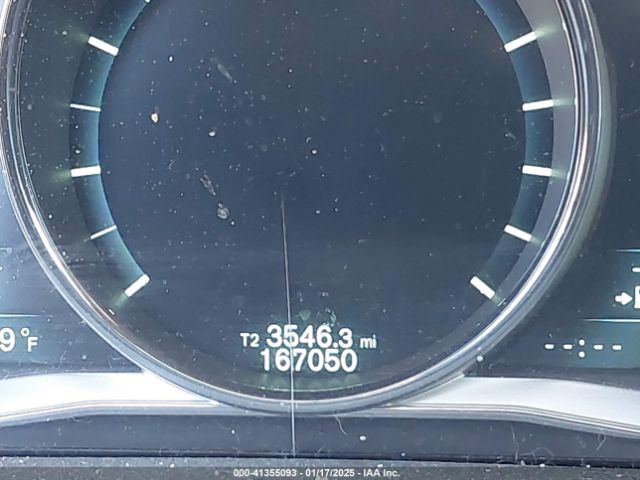 9°F
T2 3546.3 mi
167050
--:--
000-41355093 - 01/17/2025 - IAA Inc.